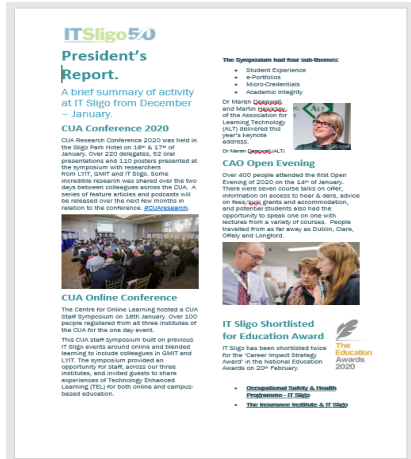 ITSligo50
President's
Report.
A brief summary of activity
at IT Sligo from December
– January.
CUA Conference 2020
CUA Research Conference 2020 was held in
the Sligo Park Hotel on 16th & 17th of
January. Over 220 delegates, 52 oral
presentations and 110 posters presented at
the symposium with researchers
from LYIT, GMIT and IT Sligo. Some
incredible research was shared over the two
days between colleagues across the CUA. A
series of feature articles and podcasts will
be released over the next few months in
relation to the conference. #CUAresearch.
CUA Online Conference
The Centre for Online Learning hosted a CUA
Staff Symposium on 16th January. Over 100
people registered from all three institutes of
the CUA for the one day event.
This CUA staff symposium built on previous
IT Sligo events around online and blended
learning to include colleagues in GMIT and
LYIT. The symposium provided an
opportunity for staff, across our three
institutes, and invited guests to share
experiences of Technology Enhanced
Learning (TEL) for both online and campus-
based education.
The Symposium had four sub-themes:
• Student Experience
• e-Portfolios
• Micro-Credentials
• Academic Integrity
Dr Maren Deepwell
and Martin Hawksey
of the Association for
Learning Technology
(ALT) delivered this
year's keynote
address.
Dr Maren Deepwell(ALT)
CAO Open Evening
Over 400 people attended the first Open
Evening of 2020 on the 14th of January.
There were seven course talks on offer,
information on access to hear & dere, advice
on fees/susi grants and accommodation,
and potential students also had the
opportunity to speak one on one with
lectures from a variety of courses. People
travelled from as far away as Dublin, Clare,
Offaly and Longford.
IT Sligo Shortlisted
for Education Award
IT Sligo has been shortlisted twice
for the 'Career Impact Strategy
Award' in the National Education
Awards on 20th February.
The
Education
Awards
2020
• Occupational Safety & Health
Programme - IT Sligo
• The Insurance Institute & IT Sligo